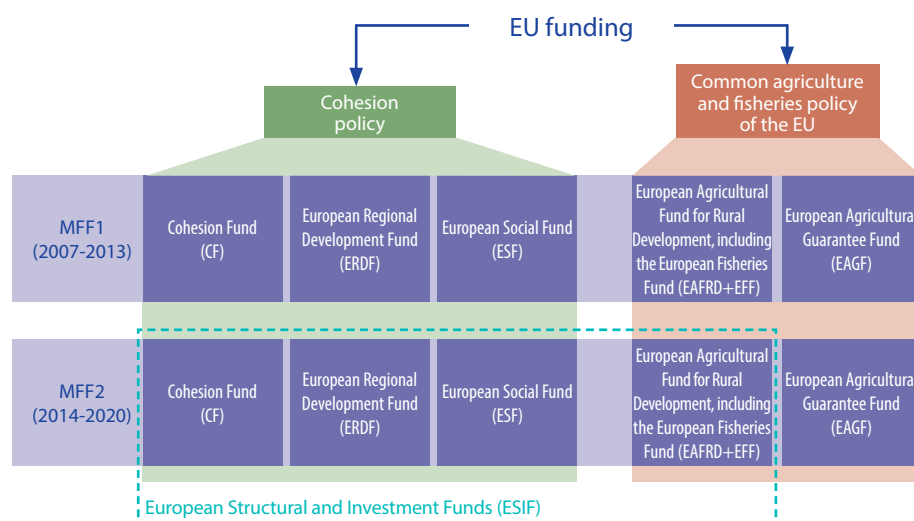 EU funding
Cohesion
policy
Common agriculture
and fisheries policy
of the EU
MFF1
(2007-2013)
Cohesion Fund
(CF)
European Regional
Development Fund
(ERDF)
European Social Fund
(ESF)
European Agricultural
Fund for Rural
Development, including
the European Fisheries
Fund (EAFRD+EFF)
European Agricultura
Guarantee Fund
(EAGF)
MFF2
(2014-2020)
Cohesion Fund
(CF)
European Regional
Development Fund
(ERDF)
European Social Fund
(ESF)
European Agricultural
Fund for Rural
Development, including
the European Fisheries
Fund (EAFRD+EFF)
European Agricultura
Guarantee Fund
(EAGF)
European Structural and Investment Funds (ESIF)